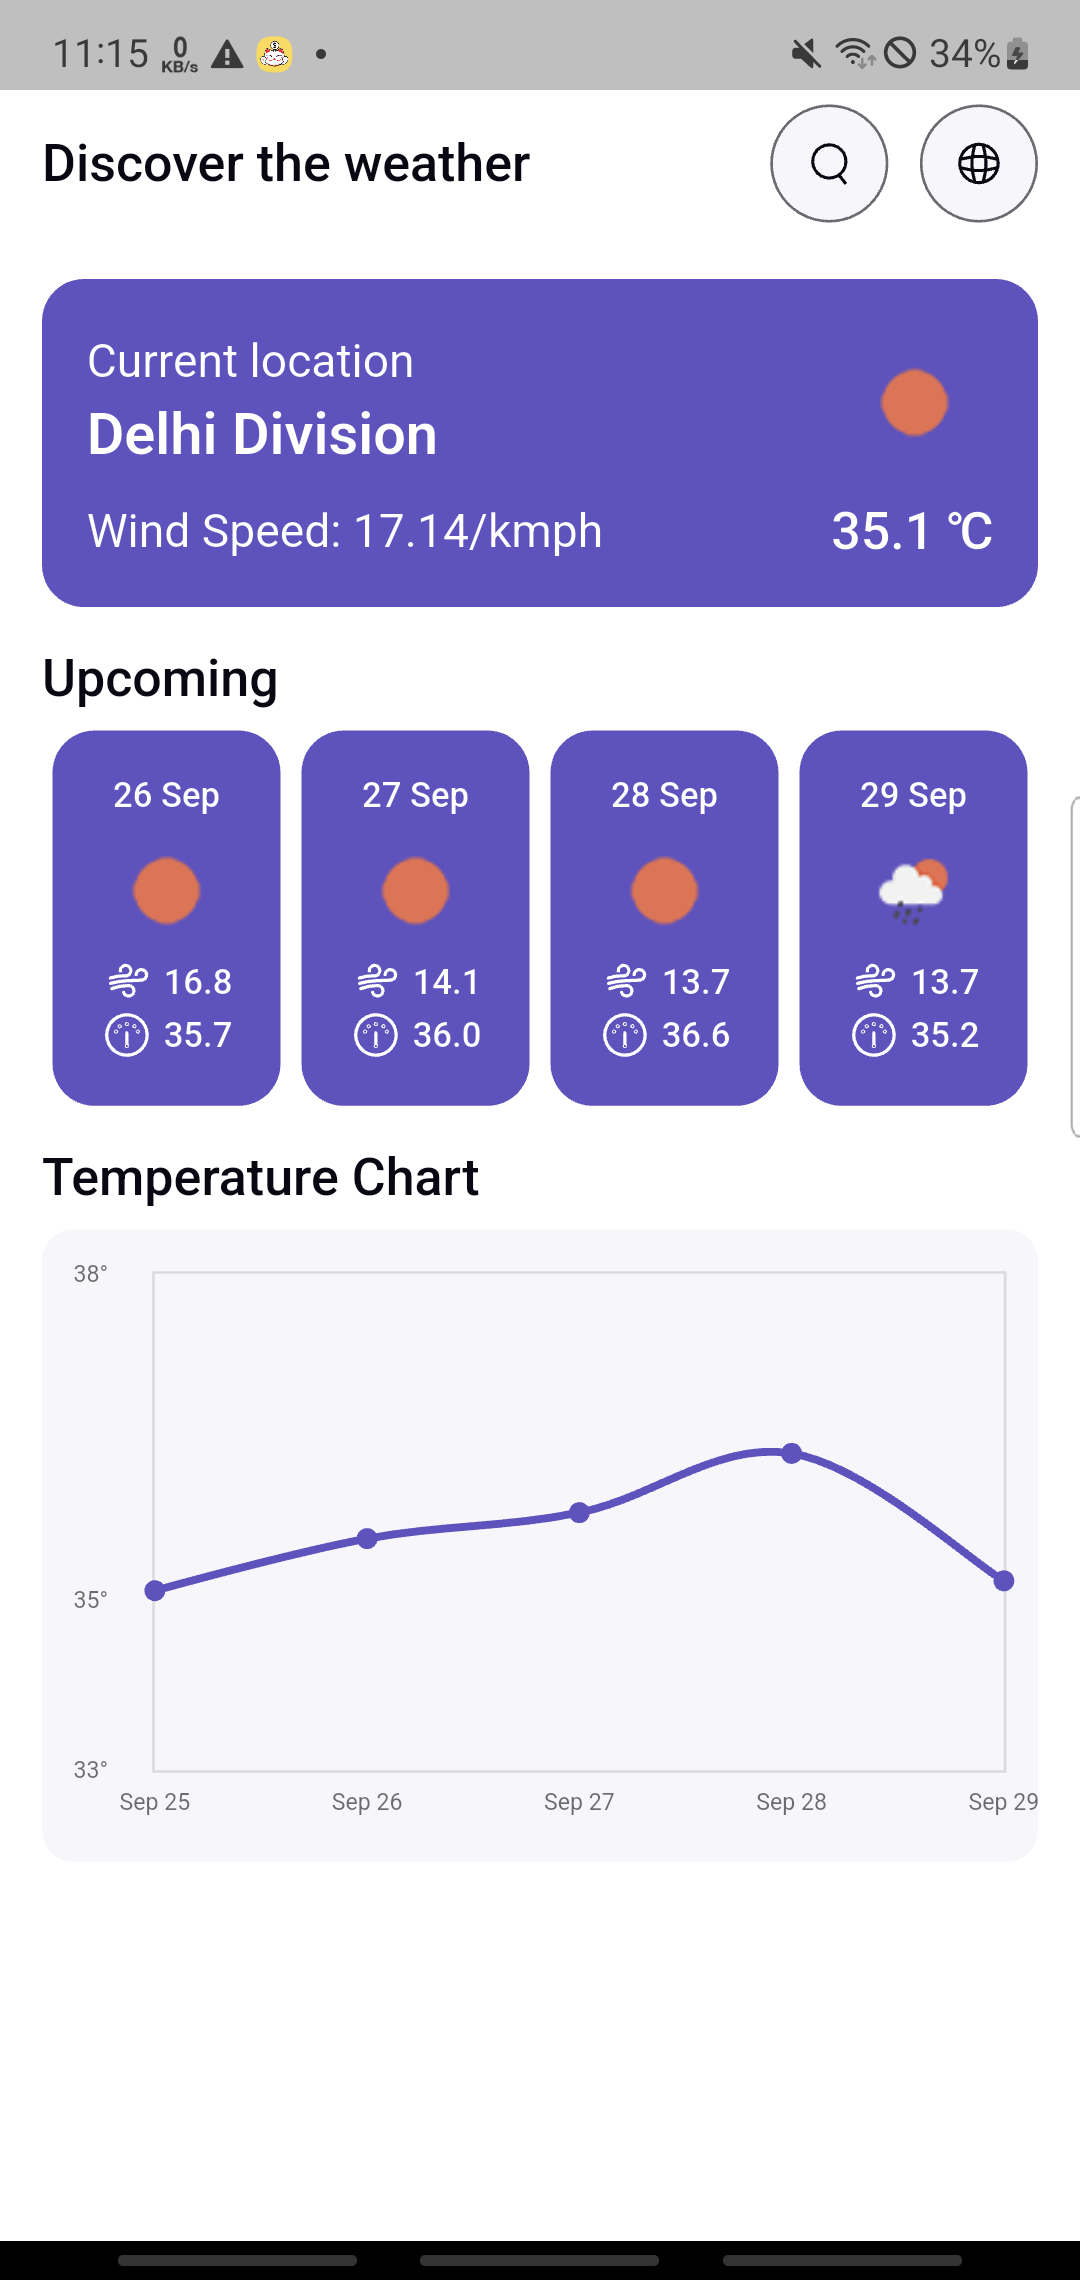 11:15 0 KB/s 34%
Discover the weather
Current location
Delhi Division
Wind Speed: 17.14/kmph 35.1 °C
Upcoming
26 Sep 27 Sep 28 Sep 29 Sep
16.8 14.1 13.7 13.7
35.7 36.0 36.6 35.2
Temperature Chart
38°
35°
33°
Sep 25 Sep 26 Sep 27 Sep 28 Sep 29